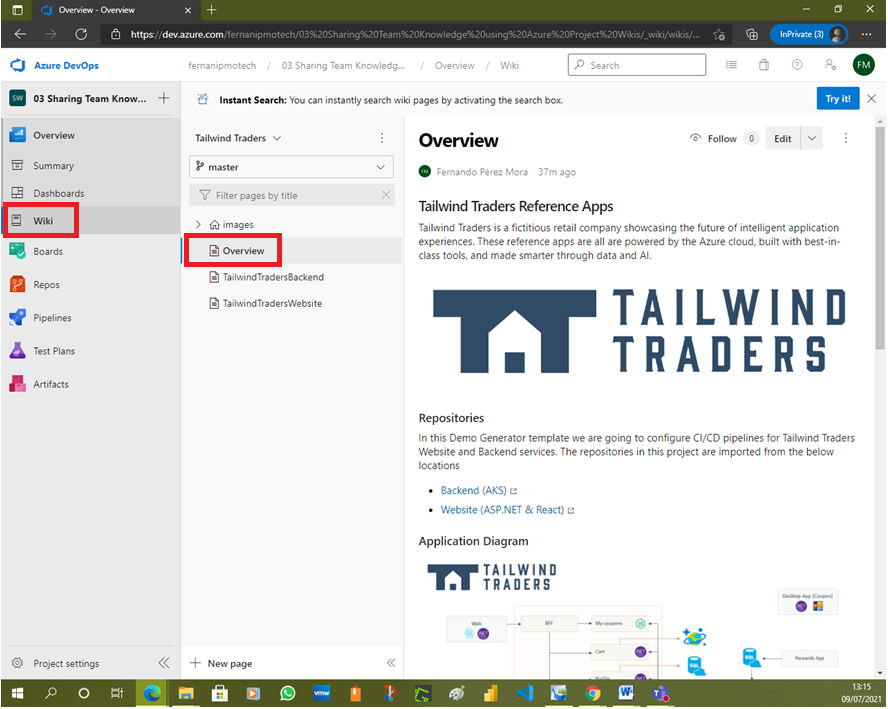 Overview - Overview
https://dev.azure.com/fernanipmotech/03%20Sharing%20Team%20Knowledge%20using%20Azure%20Project%20Wikis/_wiki/wikis/...
InPrivate (3)
Azure DevOps
fernanipmotech / 03 Sharing Team Knowledg... / Overview / Wiki
Search
FM
SW
03 Sharing Team Know...
Instant Search: You can instantly search wiki pages by activating the search box.
Try it!
Overview
Summary
Dashboards
Wiki
Boards
Repos
Pipelines
Test Plans
Artifacts
Project settings
Tailwind Traders
master
Filter pages by title
images
Overview
TailwindTradersBackend
TailwindTradersWebsite
New page
Overview
Follow 0
Edit
FM Fernando Pérez Mora 37m ago
Tailwind Traders Reference Apps
Tailwind Traders is a fictitious retail company showcasing the future of intelligent application
experiences. These reference apps are all are powered by the Azure cloud, built with best-in-
class tools, and made smarter through data and AI.
TAILWIND
TRADERS
Repositories
In this Demo Generator template we are going to configure CI/CD pipelines for Tailwind Traders
Website and Backend services. The repositories in this project are imported from the below
locations
Backend (AKS)
Website (ASP.NET & React)
Application Diagram
TAILWIND
TRADERS
Desktop App (Coupon)
Web
BFF
My coupons
Cart
Profile
SQL
SQL
Rewards App
vmw
13:15
09/07/2021